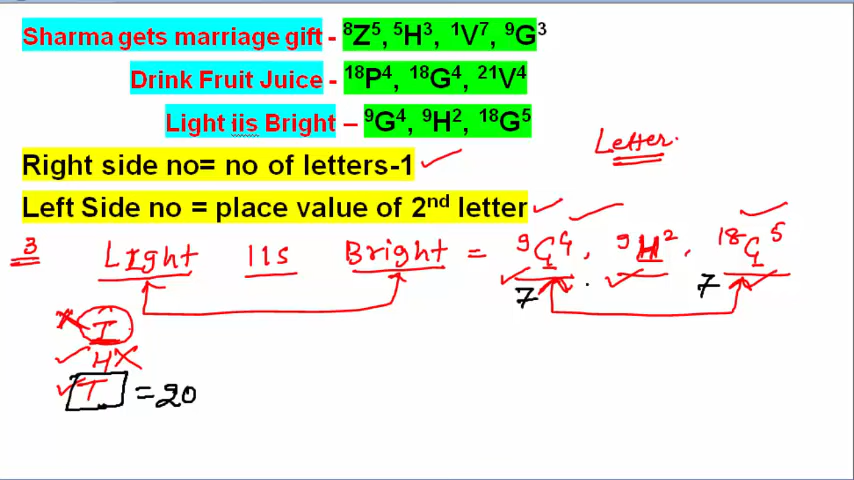 Sharma gets marriage gift - ⁸Z⁵, ⁵H³, ¹V⁷, ⁹G³
Drink Fruit Juice - ¹⁸P⁴, ¹⁸G⁴, ²¹V⁴
Light iis Bright – ⁹G⁴, ⁹H², ¹⁸G⁵
Letter.
Right side no= no of letters-1
Left Side no = place value of 2ⁿᵈ letter
3 Light IIs Bright = ⁹G⁴, ⁹H², ¹⁸G⁵
7 7
I
H
T = 20